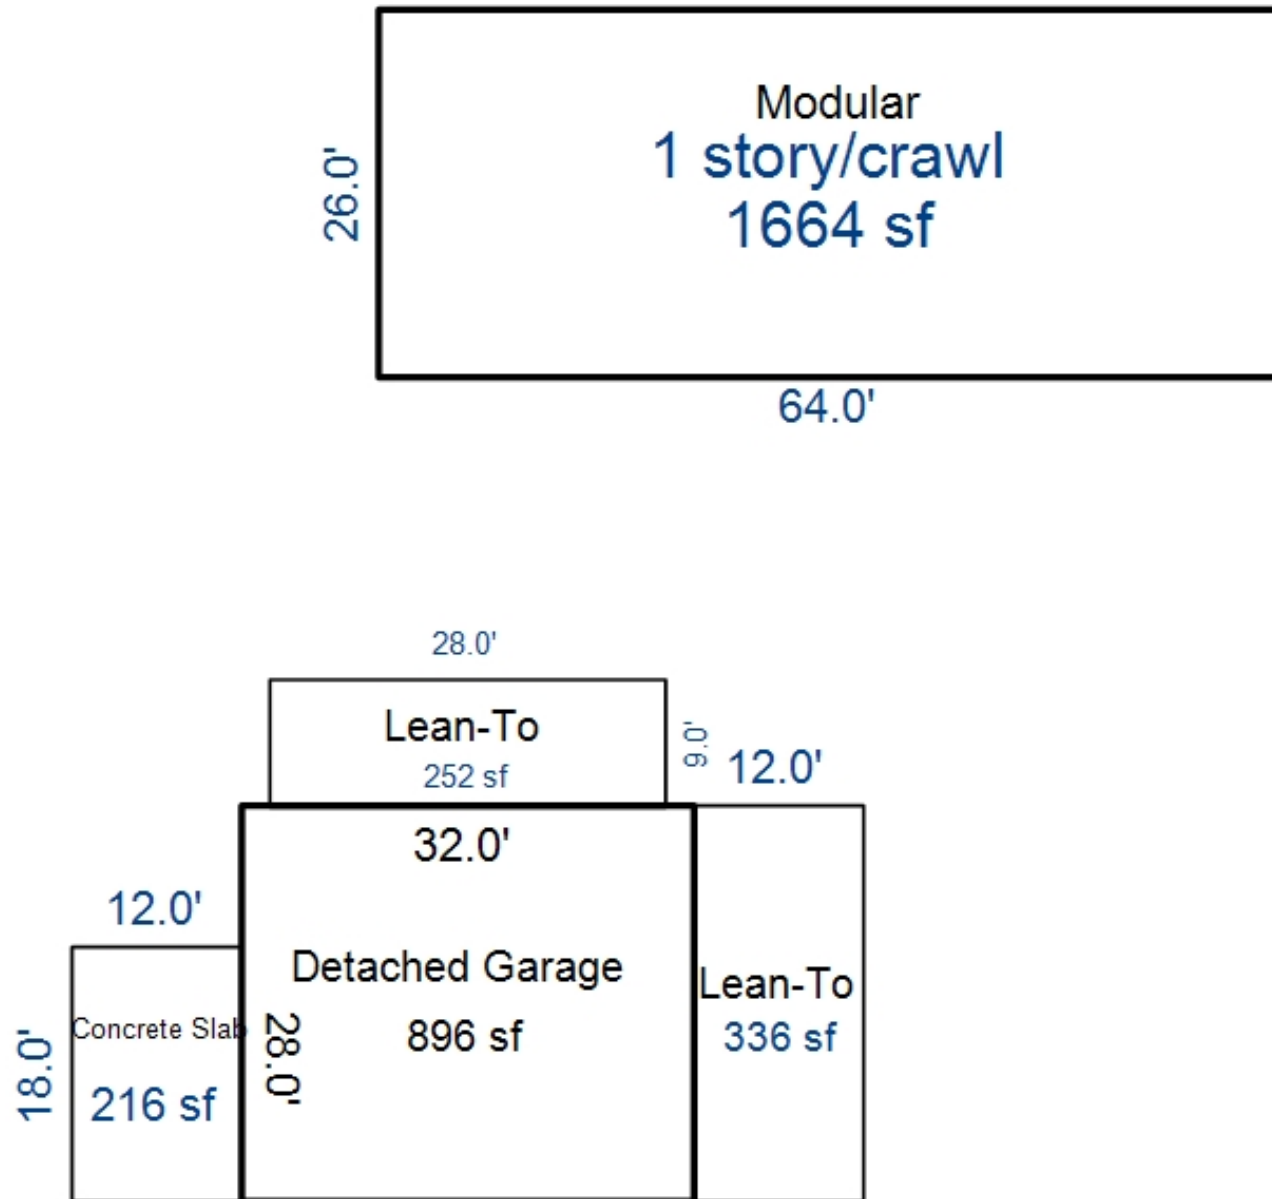 Modular
1 story/crawl
1664 sf
26.0'
64.0'
28.0'
Lean-To
252 sf
9.0'
12.0'
32.0'
12.0'
Detached Garage
896 sf
28.0'
Lean-To
336 sf
Concrete Slab
216 sf
18.0'